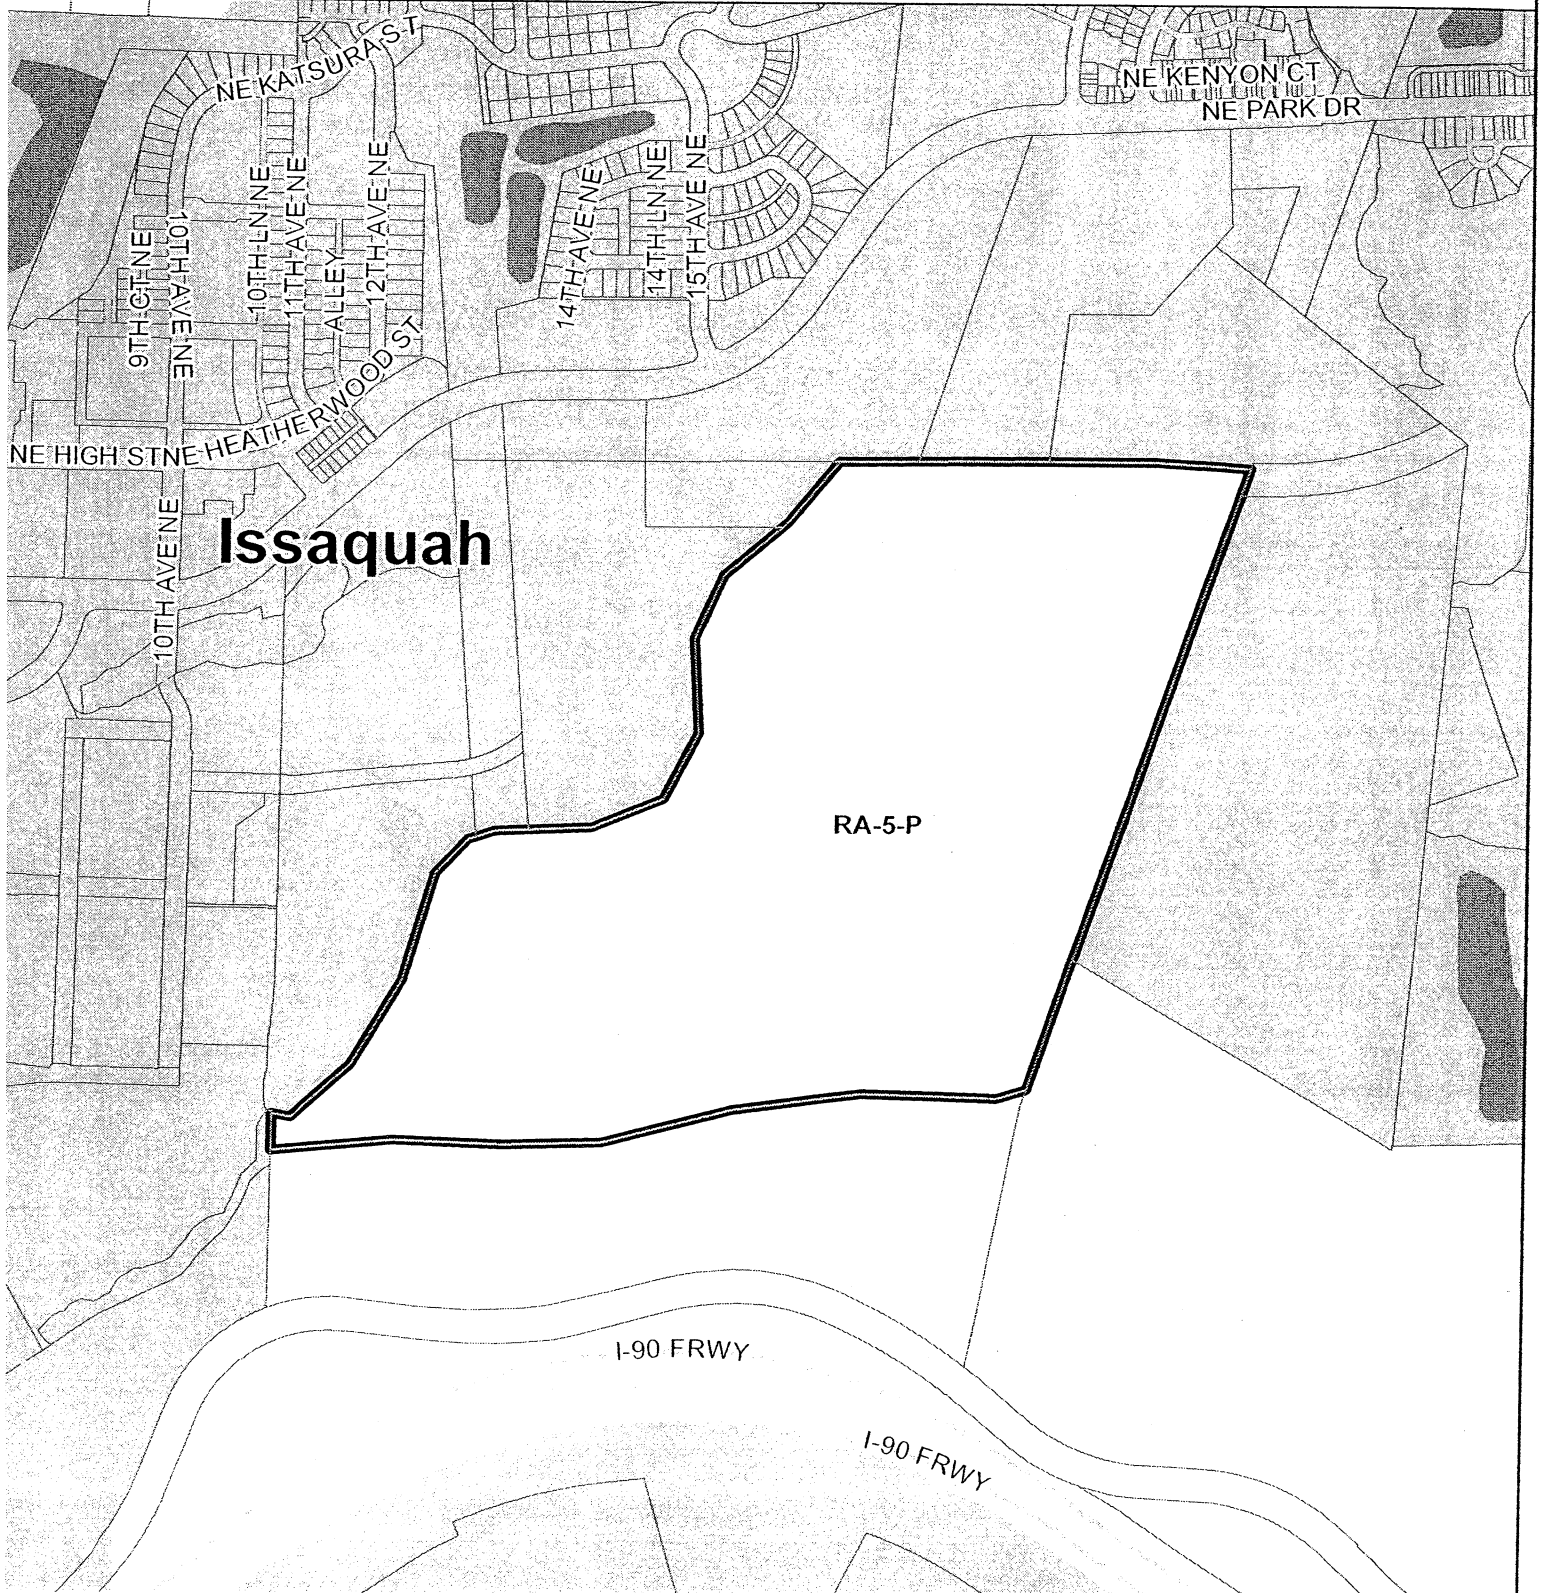 NE KATSURA ST
NE KENYON CT
NE PARK DR
10TH LN NE
11TH AVE NE
12TH AVE NE
14TH AVE NE
14TH LN NE
15TH AVE NE
9TH CT NE
10TH AVE NE
ALLEY
NE HIGH ST
NE HEATHERWOOD ST
10TH AVE NE
Issaquah
RA-5-P
I-90 FRWY
I-90 FRWY